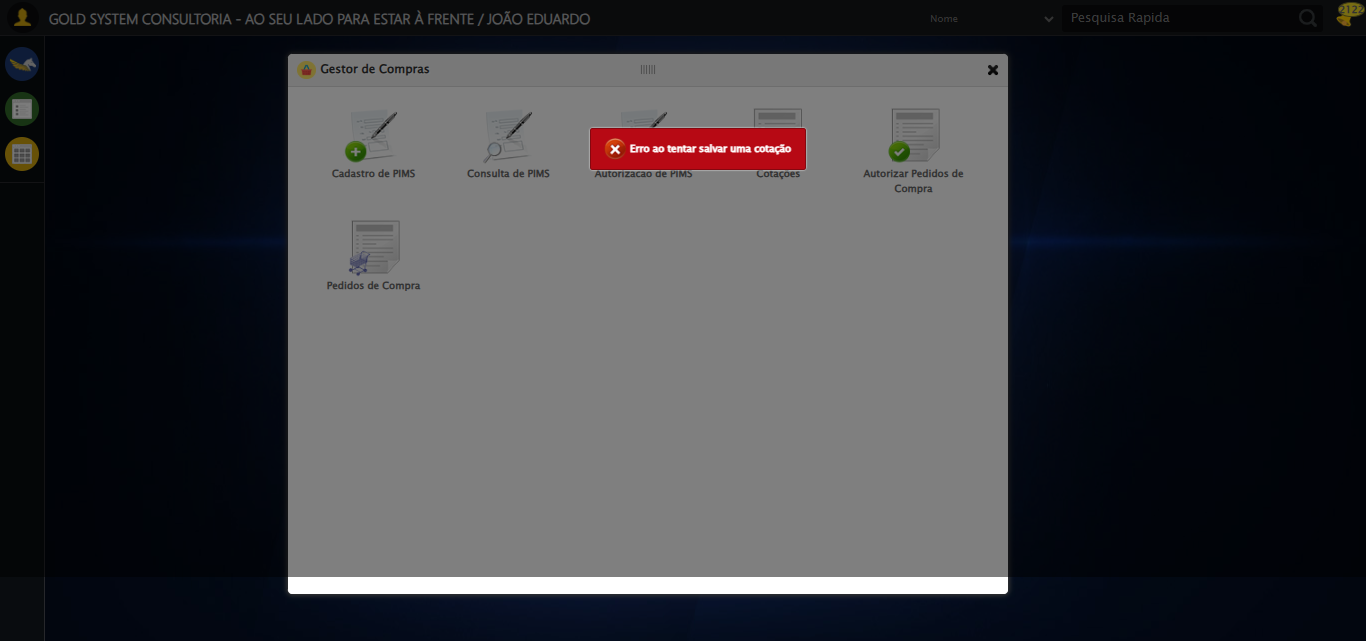 GOLD SYSTEM CONSULTORIA - AO SEU LADO PARA ESTAR À FRENTE / JOÃO EDUARDO
Nome
Pesquisa Rapida
2122
Gestor de Compras
Erro ao tentar salvar uma cotação
Cadastro de PIMS
Consulta de PIMS
Autorizacao de PIMS
Cotações
Autorizar Pedidos de
Compra
Pedidos de Compra